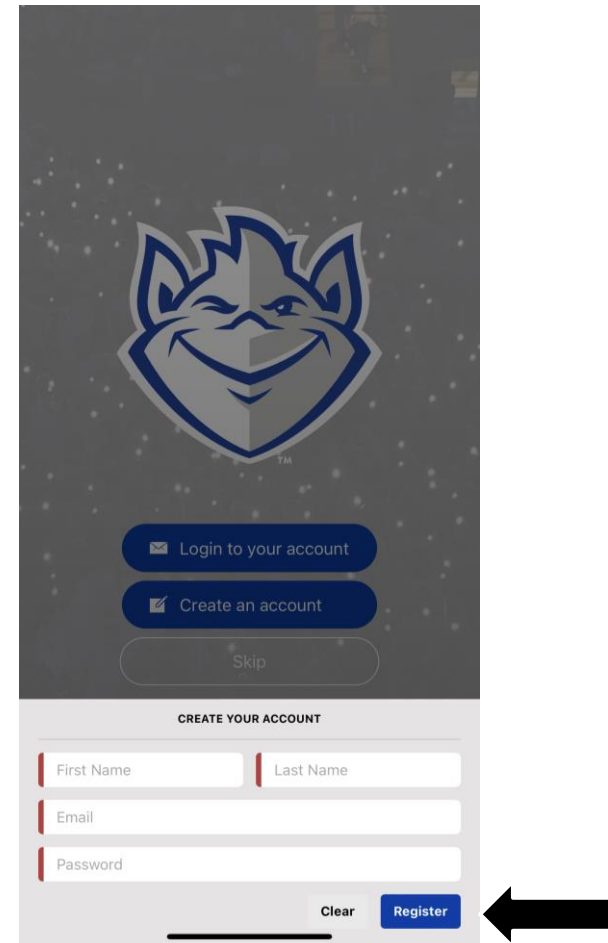 TM
Login to your account
Create an account
Skip
CREATE YOUR ACCOUNT
First Name Last Name
Email
Password
Clear Register